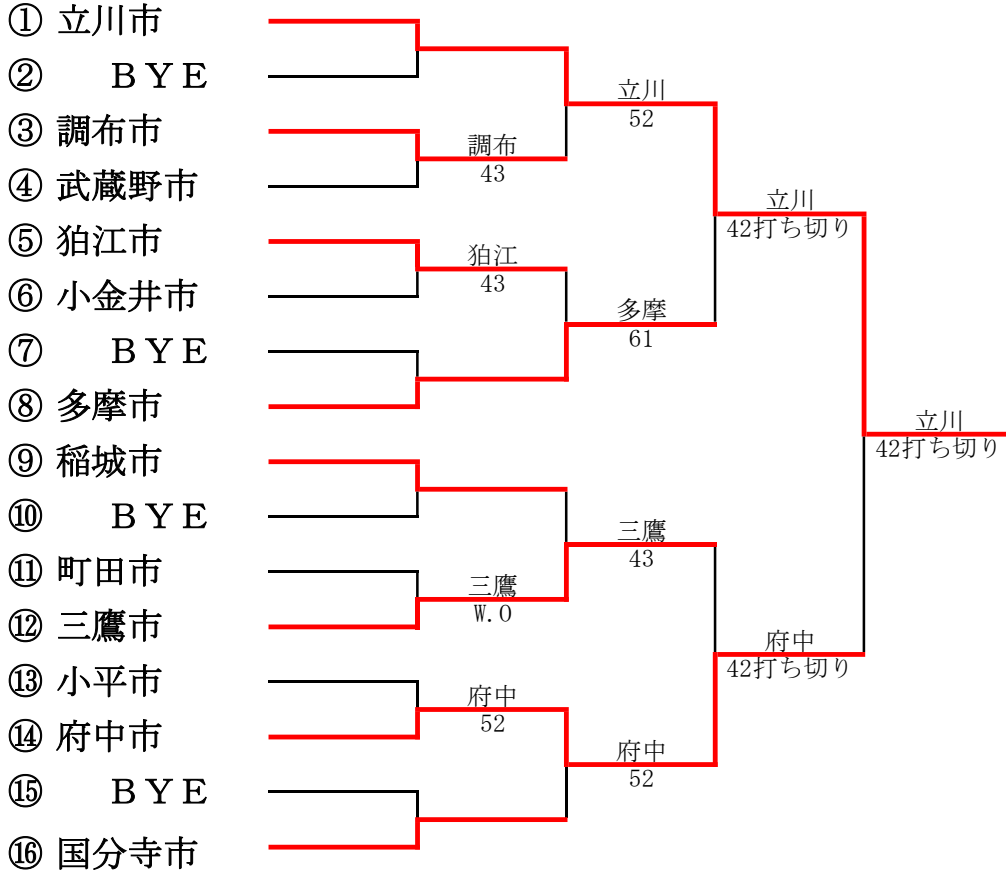 ① 立川市
② ＢＹＥ
③ 調布市
④ 武蔵野市
⑤ 狛江市
⑥ 小金井市
⑦ ＢＹＥ
⑧ 多摩市
⑨ 稲城市
⑩ ＢＹＥ
⑪ 町田市
⑫ 三鷹市
⑬ 小平市
⑭ 府中市
⑮ ＢＹＥ
⑯ 国分寺市
調布
43
狛江
43
三鷹
W.O
府中
52
立川
52
多摩
61
三鷹
43
府中
52
立川
42打ち切り
府中
42打ち切り
立川
42打ち切り